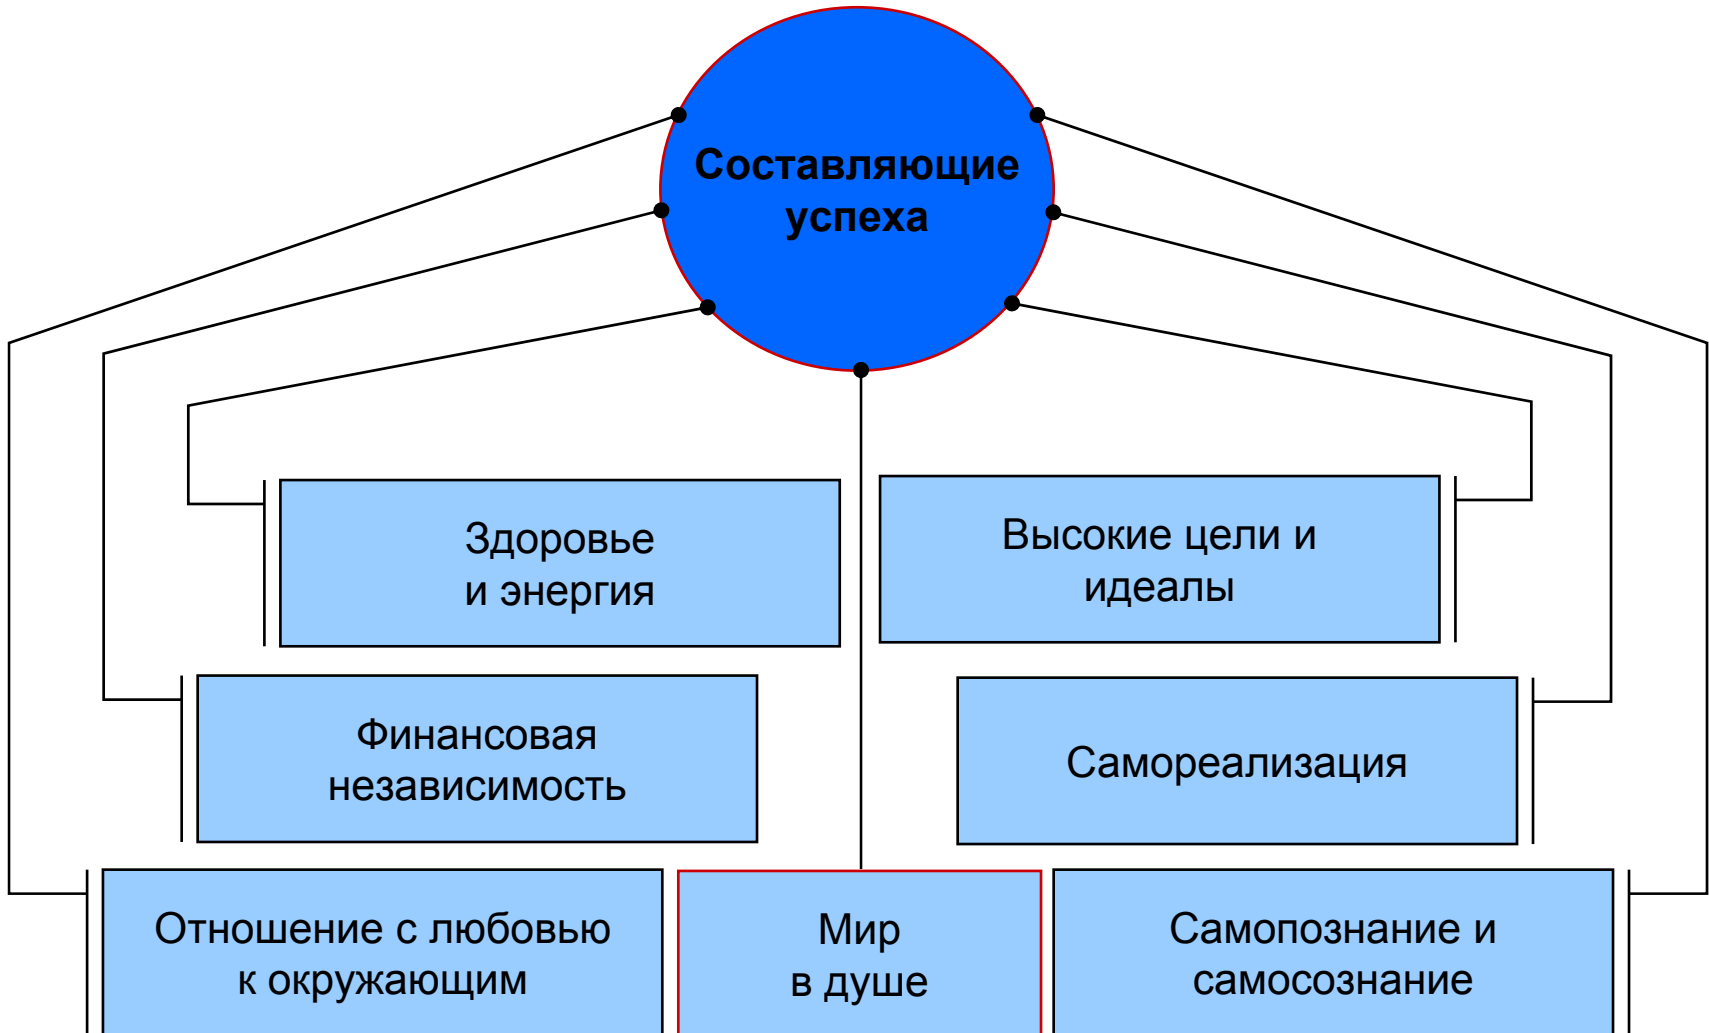 Составляющие
успеха
Здоровье
и энергия
Высокие цели и
идеалы
Финансовая
независимость
Самореализация
Отношение с любовью
к окружающим
Мир
в душе
Самопознание и
самосознание